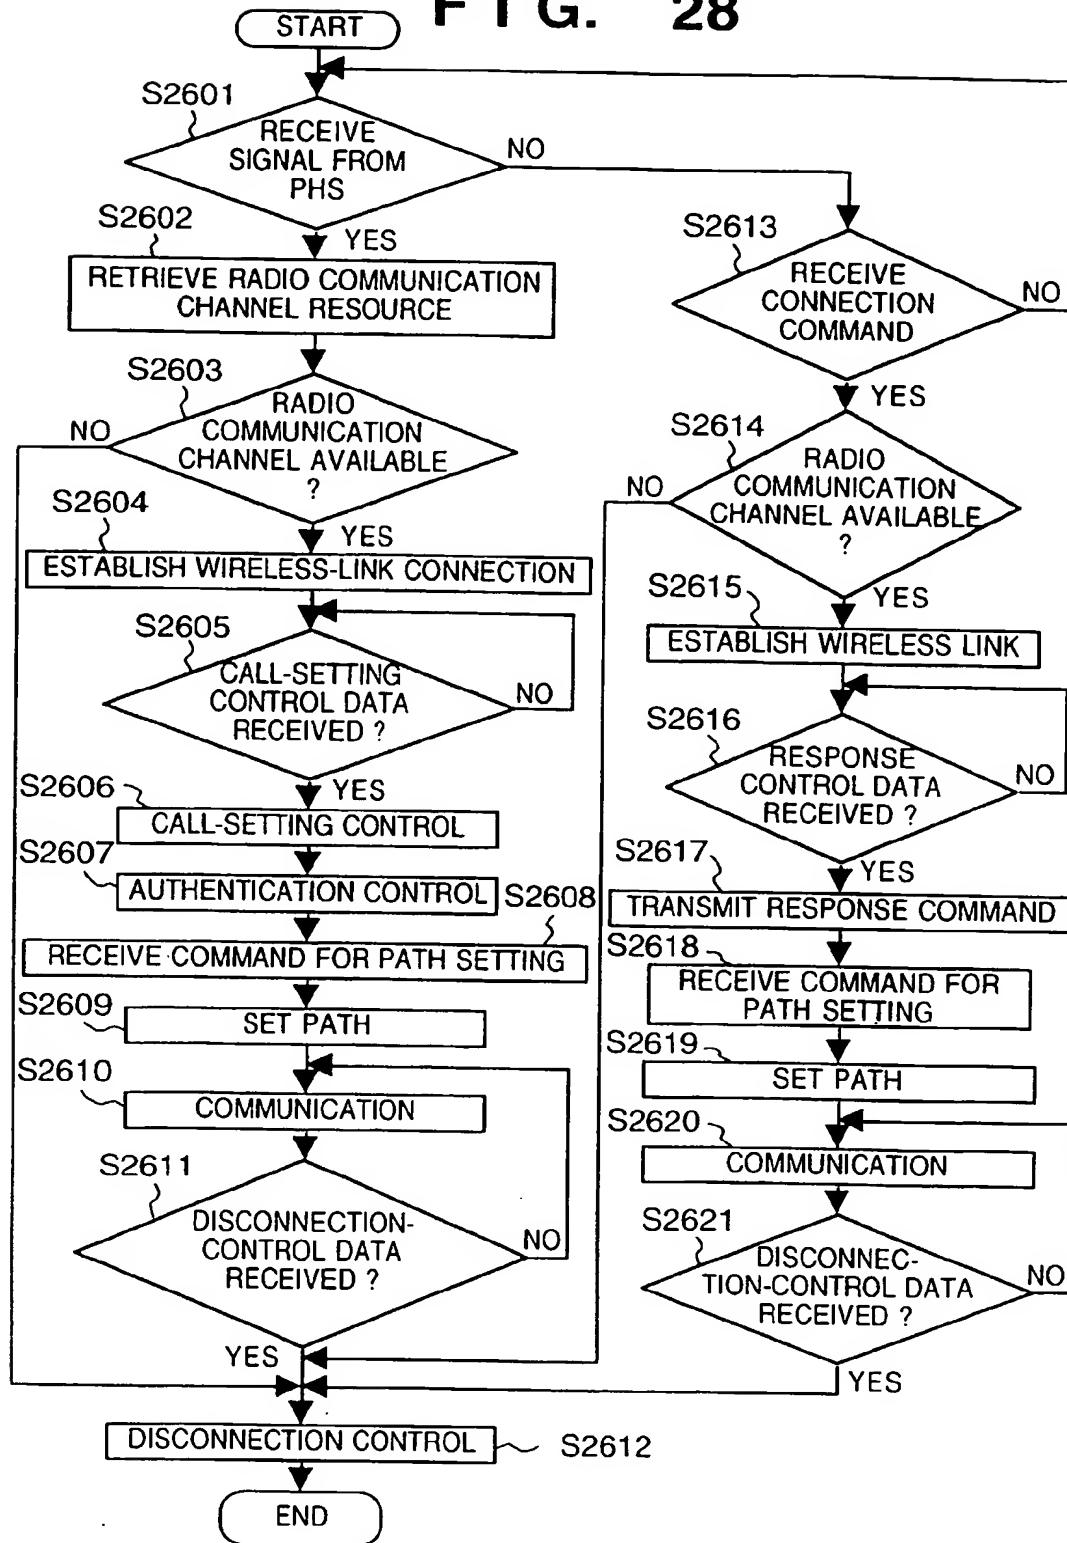 FIG. 28
START
S2601
RECEIVE
SIGNAL FROM
PHS
NO
YES
S2602
RETRIEVE RADIO COMMUNICATION
CHANNEL RESOURCE
S2603
RADIO
COMMUNICATION
CHANNEL AVAILABLE
?
NO
YES
S2604
ESTABLISH WIRELESS-LINK CONNECTION
S2605
CALL-SETTING
CONTROL DATA
RECEIVED ?
NO
YES
S2606
CALL-SETTING CONTROL
S2607
AUTHENTICATION CONTROL
S2608
RECEIVE COMMAND FOR PATH SETTING
S2609
SET PATH
S2610
COMMUNICATION
S2611
DISCONNECTION-
CONTROL DATA
RECEIVED ?
NO
YES
DISCONNECTION CONTROL
S2612
END
S2613
RECEIVE
CONNECTION
COMMAND
NO
YES
S2614
RADIO
COMMUNICATION
CHANNEL AVAILABLE
?
NO
YES
S2615
ESTABLISH WIRELESS LINK
S2616
RESPONSE
CONTROL DATA
RECEIVED ?
NO
YES
S2617
TRANSMIT RESPONSE COMMAND
S2618
RECEIVE COMMAND FOR
PATH SETTING
S2619
SET PATH
S2620
COMMUNICATION
S2621
DISCONNEC-
TION-CONTROL DATA
RECEIVED ?
NO
YES